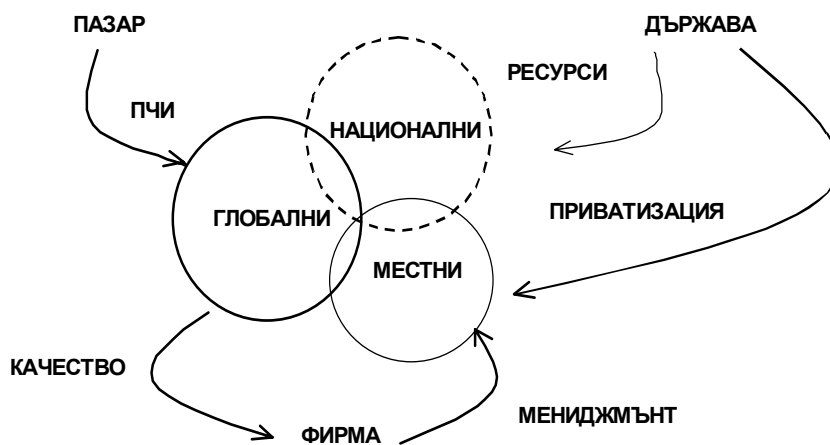 ПАЗАР
ДЪРЖАВА
РЕСУРСИ
ПЧИ
НАЦИОНАЛНИ
ГЛОБАЛНИ
ПРИВАТИЗАЦИЯ
МЕСТНИ
КАЧЕСТВО
ФИРМА
МЕНИДЖМЪНТ